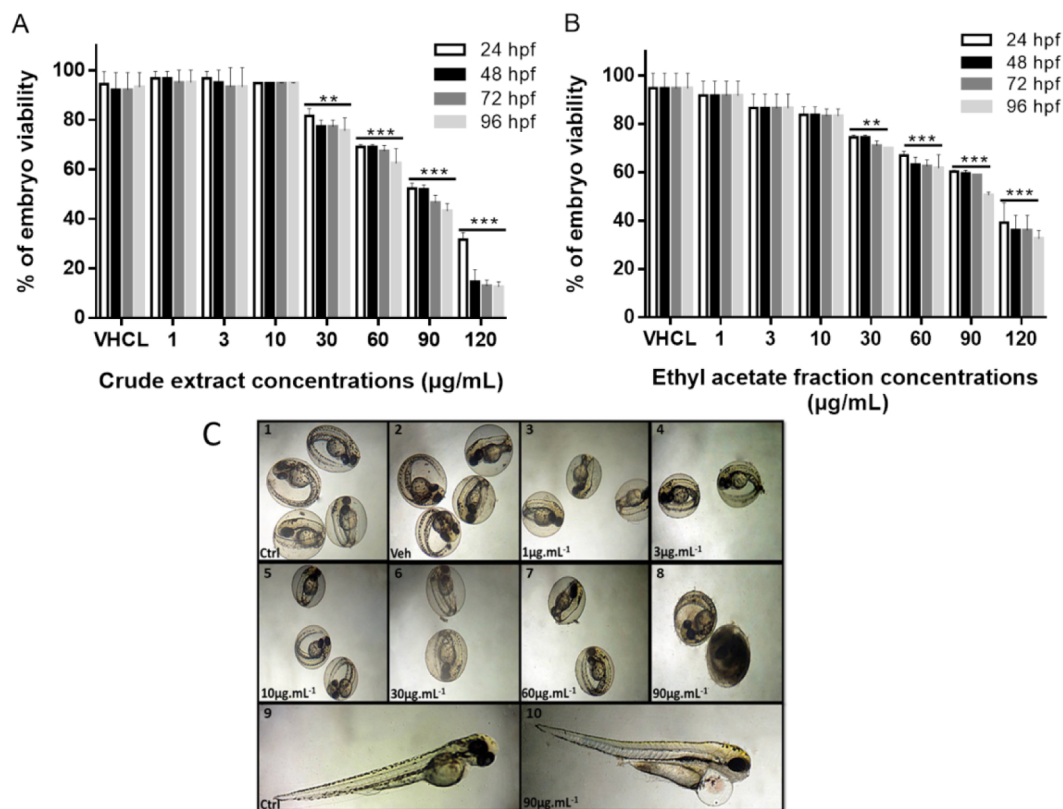 A
% of embryo viability
100
80
60
40
20
0
24 hpf
48 hpf
72 hpf
96 hpf
** *** *** ***
VHCL 1 3 10 30 60 90 120
Crude extract concentrations (µg/mL)
B
% of embryo viability
100
80
60
40
20
0
24 hpf
48 hpf
72 hpf
96 hpf
** *** *** ***
VHCL 1 3 10 30 60 90 120
Ethyl acetate fraction concentrations
(µg/mL)
C
1
Ctrl
2
Veh
3
1µg.mL⁻¹
4
3µg.mL⁻¹
5
10µg.mL⁻¹
6
30µg.mL⁻¹
7
60µg.mL⁻¹
8
90µg.mL⁻¹
9
Ctrl
10
90µg.mL⁻¹